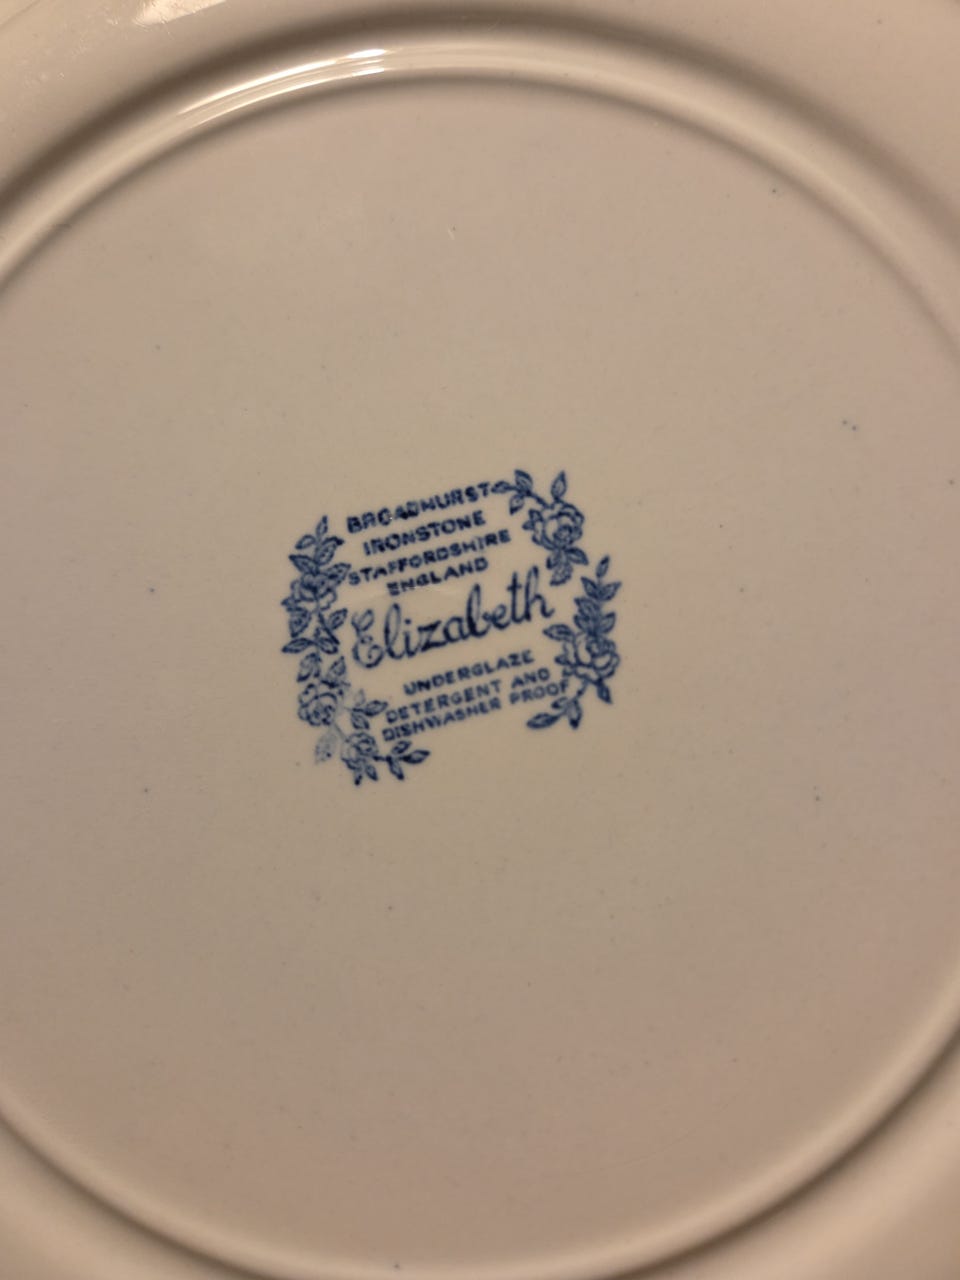 BROADHURST
IRONSTONE
STAFFORDSHIRE
ENGLAND
Elizabeth
UNDERGLAZE
DETERGENT AND
DISHWASHER PROOF